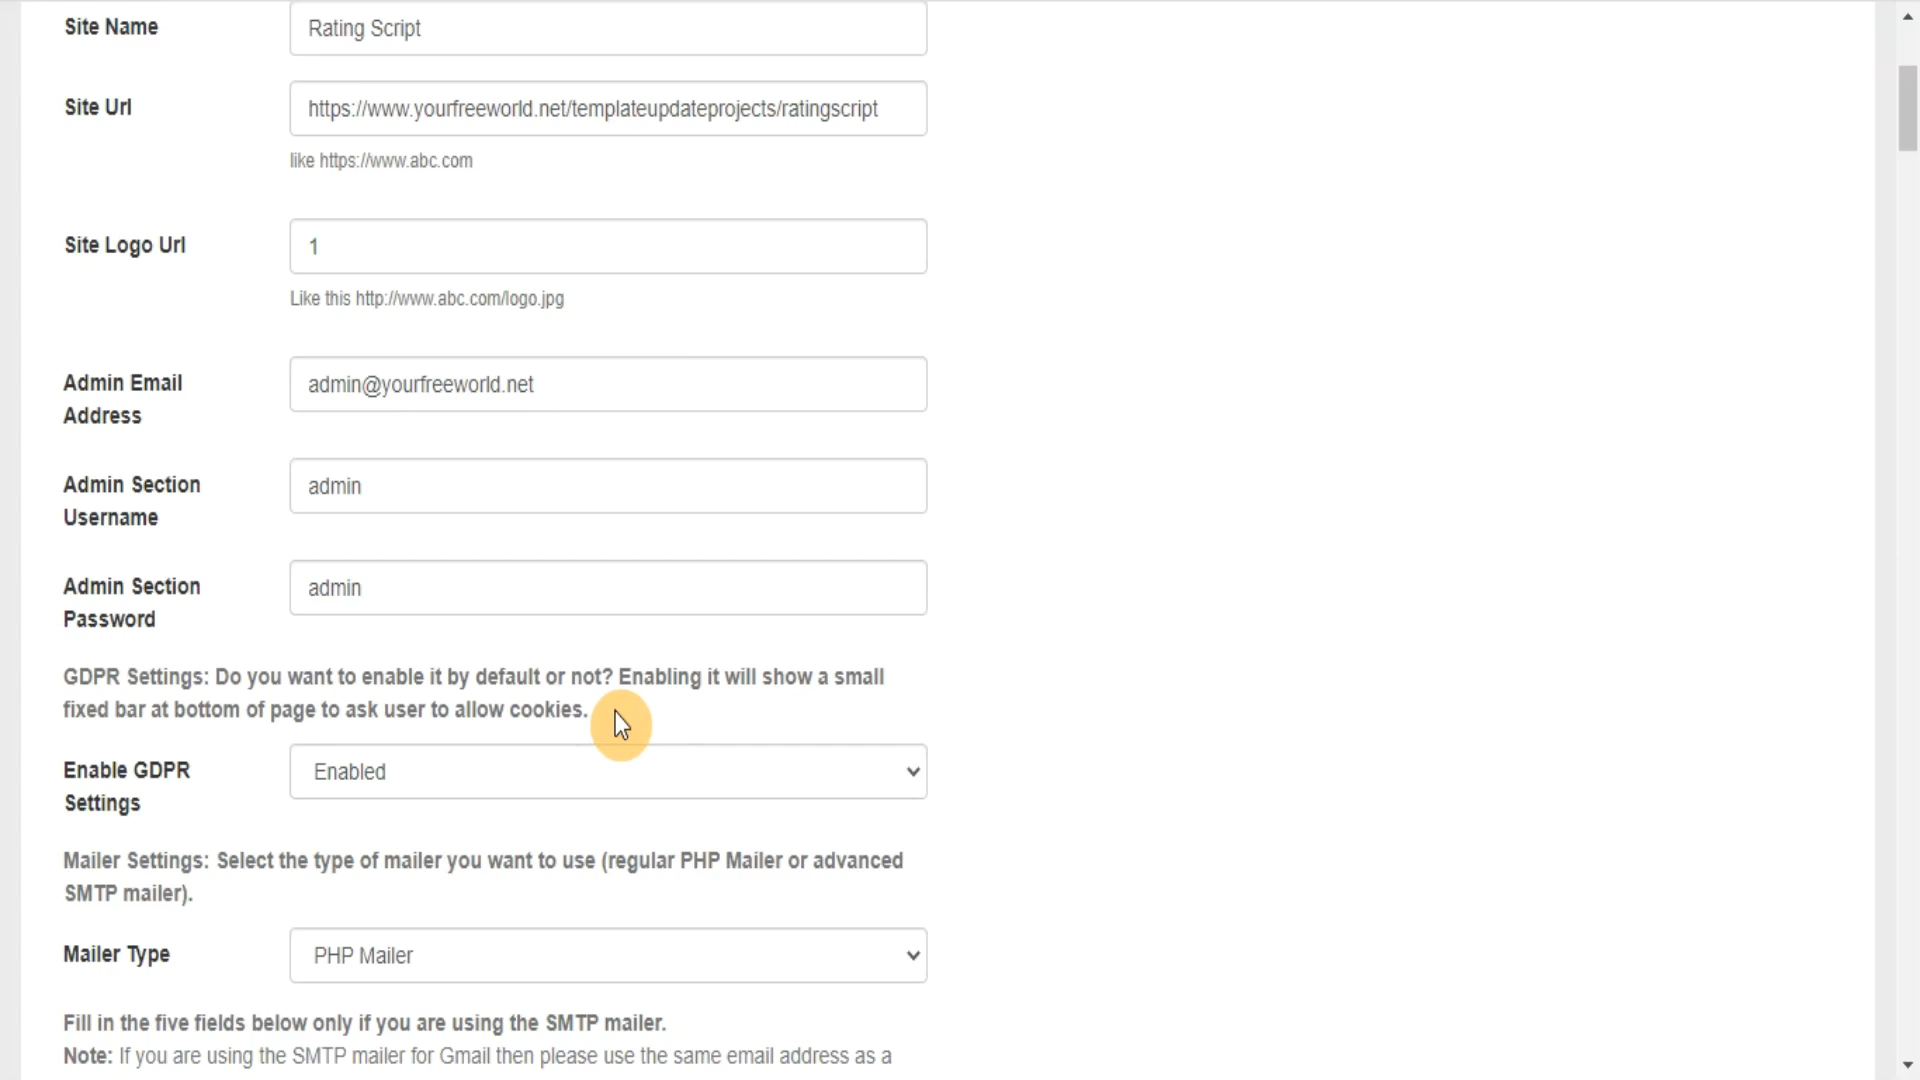 Site Name
Rating Script
Site Url
https://www.yourfreeworld.net/templateupdateprojects/ratingscript
like https://www.abc.com
Site Logo Url
1
Like this http://www.abc.com/logo.jpg
Admin Email
Address
admin@yourfreeworld.net
Admin Section
Username
admin
Admin Section
Password
admin
GDPR Settings: Do you want to enable it by default or not? Enabling it will show a small
fixed bar at bottom of page to ask user to allow cookies.
Enable GDPR
Settings
Enabled
Mailer Settings: Select the type of mailer you want to use (regular PHP Mailer or advanced
SMTP mailer).
Mailer Type
PHP Mailer
Fill in the five fields below only if you are using the SMTP mailer.
Note: If you are using the SMTP mailer for Gmail then please use the same email address as a